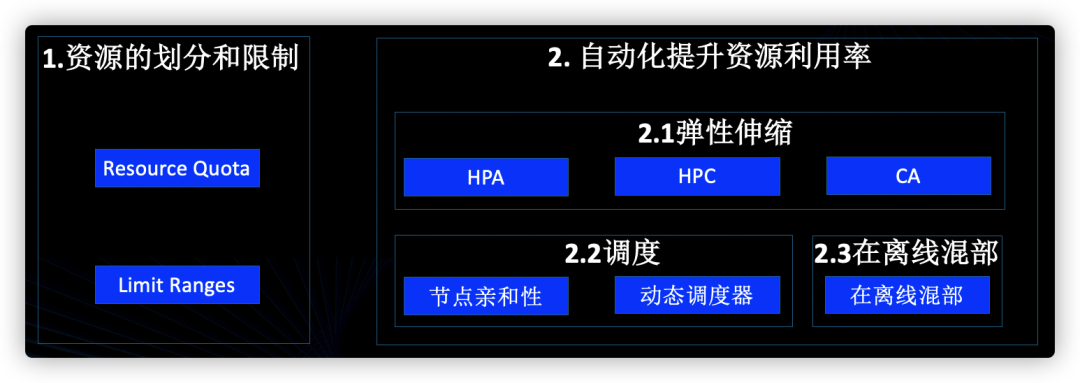 1.资源的划分和限制
Resource Quota
Limit Ranges
2. 自动化提升资源利用率
2.1弹性伸缩
HPA
HPC
CA
2.2调度
节点亲和性
动态调度器
2.3在离线混部
在离线混部